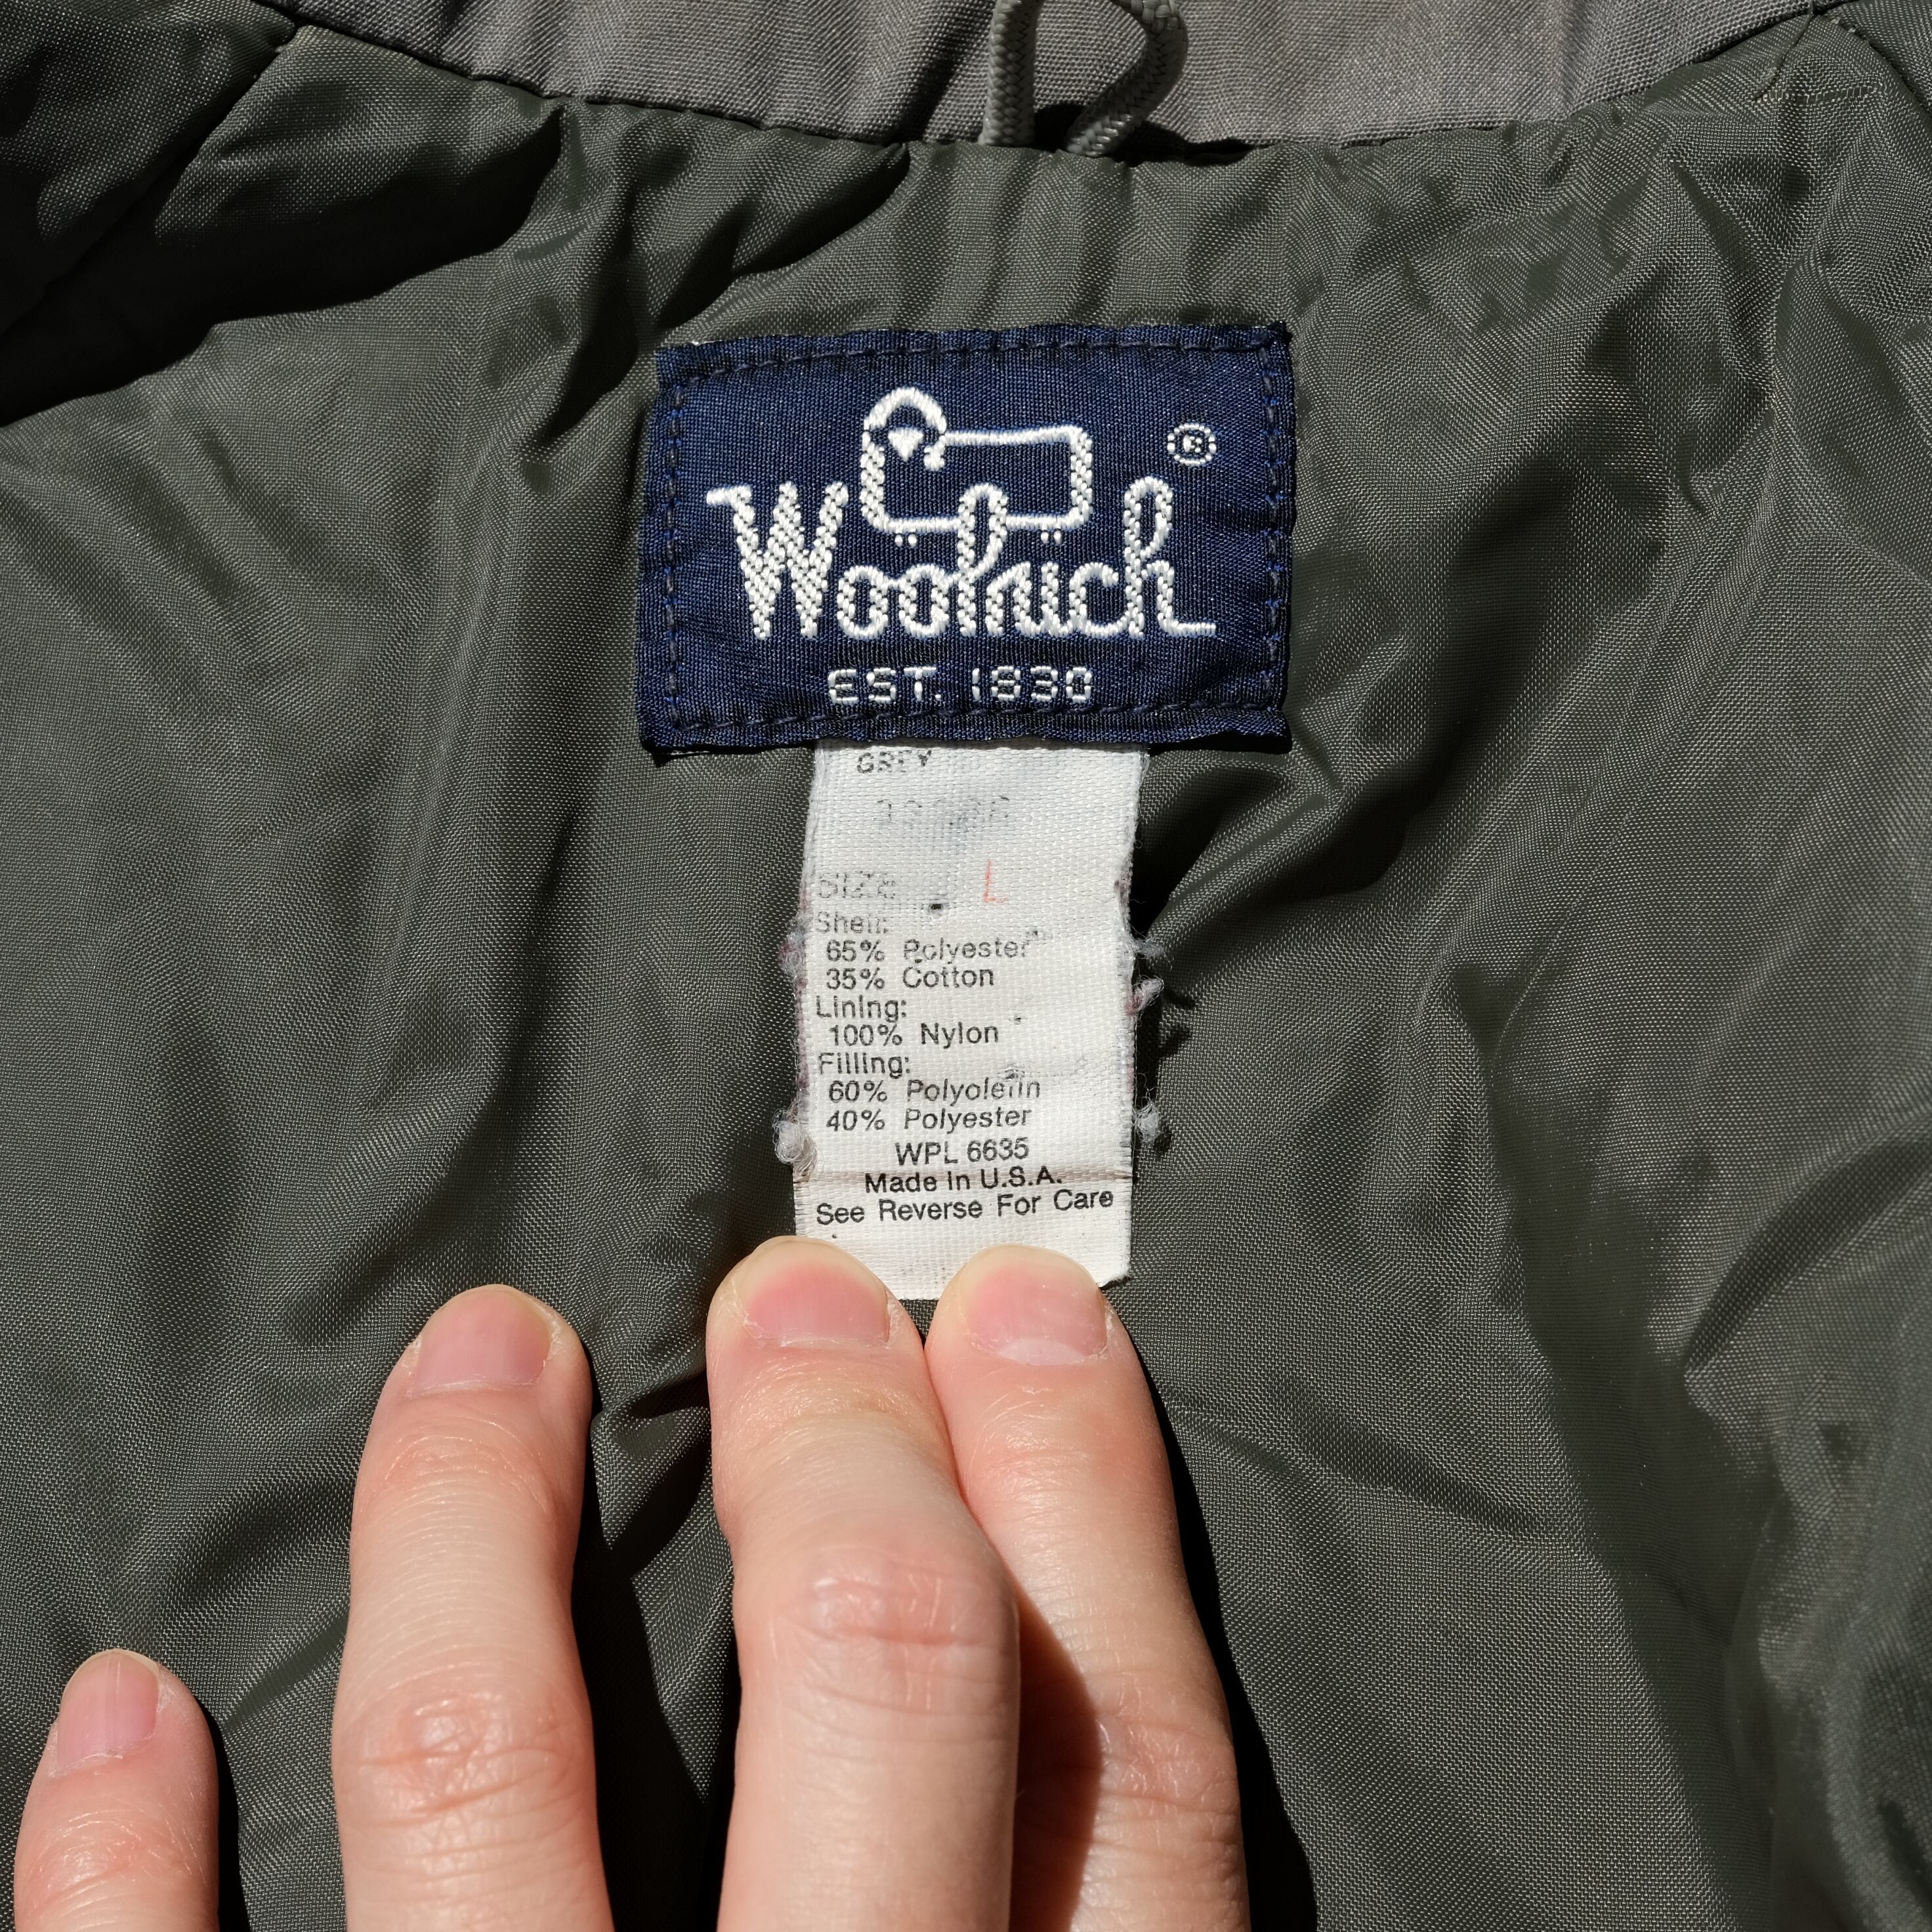 Woolrich ®
EST. 1830
GREY
SIZE L
Shell:
65% Polyester
35% Cotton
Lining:
100% Nylon
Filling:
60% Polyolefin
40% Polyester
WPL 6635
Made in U.S.A.
See Reverse For Care